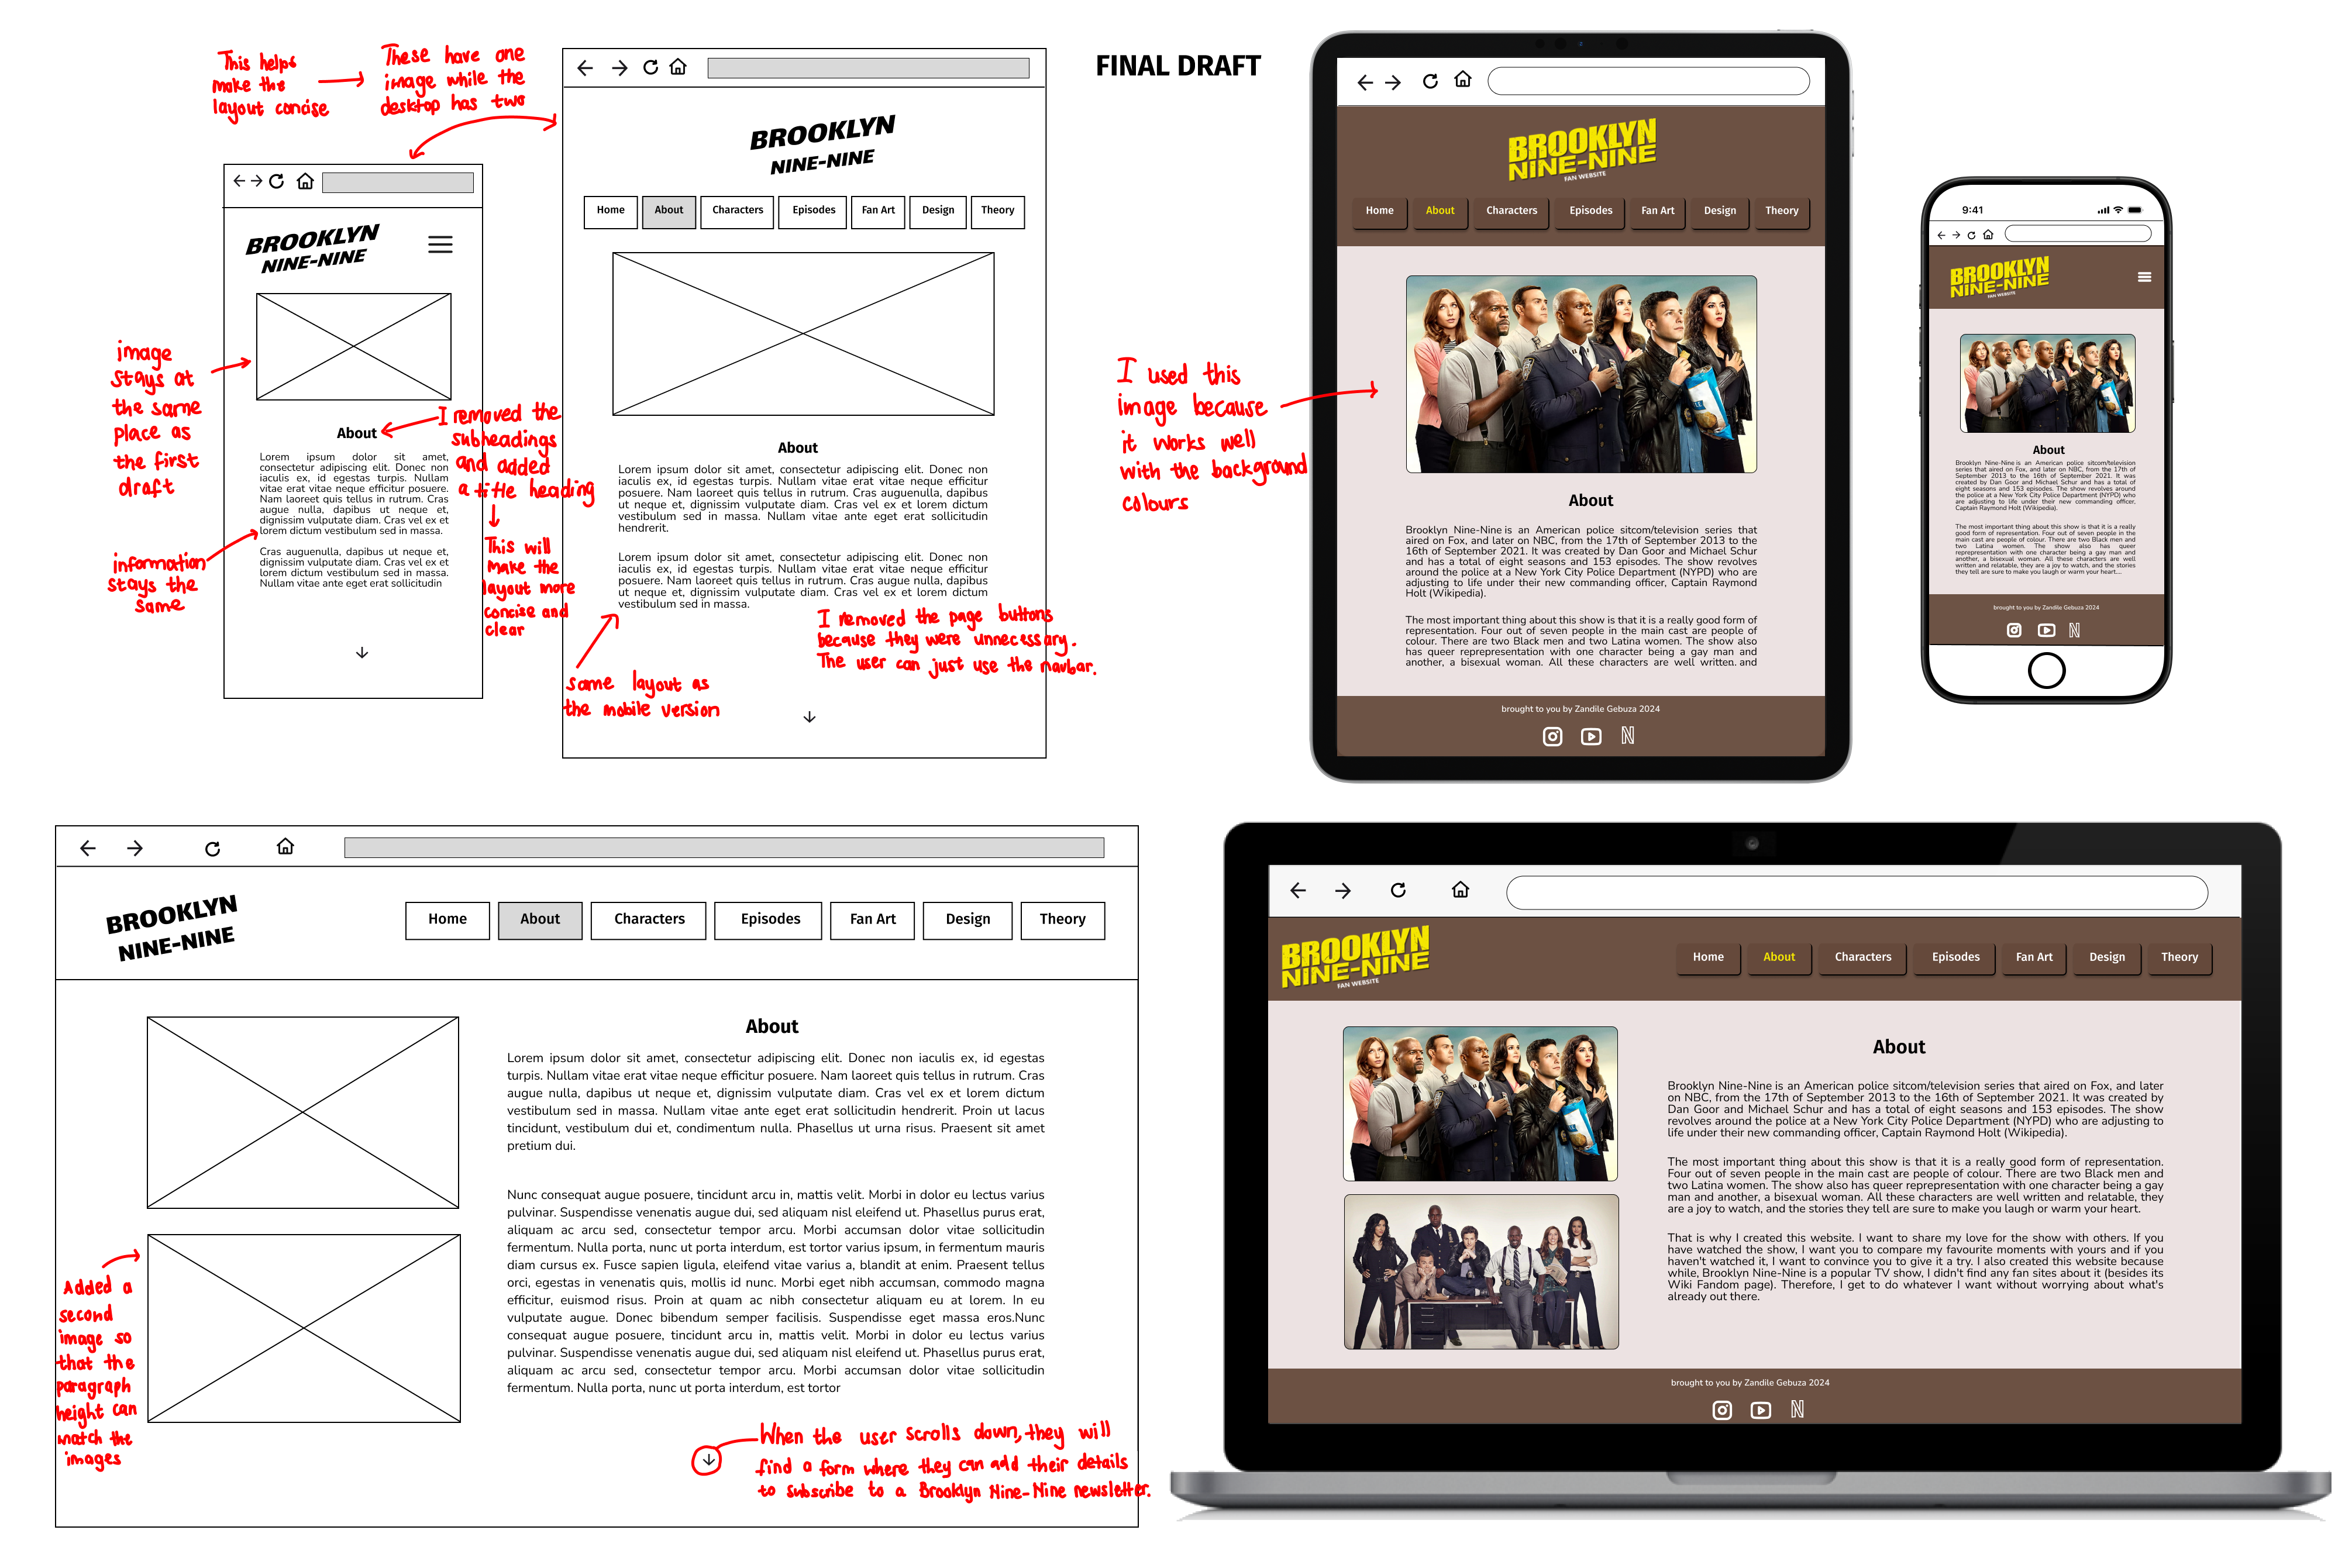 This helps
make the
layout concise
These have one
image while the
desktop has two
BROOKLYN
NINE-NINE
image
stays at
the same
place as
the first
draft
information
stays the
same
About
Lorem ipsum dolor sit amet,
consectetur adipiscing elit. Donec non
iaculis ex, id egestas turpis. Nullam
vitae erat vitae neque efficitur posuere.
Nam laoreet quis tellus in rutrum. Cras
augue nulla, dapibus ut neque et,
dignissim vulputate diam. Cras vel ex et
lorem dictum vestibulum sed in massa.
Cras auguenulla, dapibus ut neque et,
dignissim vulputate diam. Cras vel ex et
lorem dictum vestibulum sed in massa.
Nullam vitae ante eget erat sollicitudin
I removed the
subheadings
and added
a title heading
This will
make the
layout more
concise and
clear
BROOKLYN
NINE-NINE
Home
About
Characters
Episodes
Fan Art
Design
Theory
About
Lorem ipsum dolor sit amet, consectetur adipiscing elit. Donec non
iaculis ex, id egestas turpis. Nullam vitae erat vitae neque efficitur
posuere. Nam laoreet quis tellus in rutrum. Cras auguenulla, dapibus
ut neque et, dignissim vulputate diam. Cras vel ex et lorem dictum
vestibulum sed in massa. Nullam vitae ante eget erat sollicitudin
hendrerit.
Lorem ipsum dolor sit amet, consectetur adipiscing elit. Donec non
iaculis ex, id egestas turpis. Nullam vitae erat vitae neque efficitur
posuere. Nam laoreet quis tellus in rutrum. Cras augue nulla, dapibus
ut neque et, dignissim vulputate diam. Cras vel ex et lorem dictum
vestibulum sed in massa.
I removed the page buttons
because they were unnecessary.
The user can just use the navbar.
Same layout as
the mobile version
FINAL DRAFT
I used this
image because
it works well
with the background
colours
BROOKLYN
NINE-NINE
FAN WEBSITE
Home
About
Characters
Episodes
Fan Art
Design
Theory
About
Brooklyn Nine-Nine is an American police sitcom/television series that
aired on Fox, and later on NBC, from the 17th of September 2013 to the
16th of September 2021. It was created by Dan Goor and Michael Schur
and has a total of eight seasons and 153 episodes. The show revolves
around the police at a New York City Police Department (NYPD) who are
adjusting to life under their new commanding officer, Captain Raymond
Holt (Wikipedia).
The most important thing about this show is that it is a really good form of
representation. Four out of seven people in the main cast are people of
colour. There are two Black men and two Latina women. The show also
has queer reprepresentation with one character being a gay man and
another, a bisexual woman. All these characters are well written. and
brought to you by Zandile Gebuza 2024
9:41
BROOKLYN
NINE-NINE
FAN WEBSITE
About
Brooklyn Nine-Nine is an American police sitcom/television
series that aired on Fox, and later on NBC, from the 17th of
September 2013 to the 16th of September 2021. It was
created by Dan Goor and Michael Schur and has a total of
eight seasons and 153 episodes. The show revolves around
the police at a New York City Police Department (NYPD) who
are adjusting to life under their new commanding officer,
Captain Raymond Holt (Wikipedia).
The most important thing about this show is that it is a really
good form of representation. Four out of seven people in the
main cast are people of colour. There are two Black men and
two Latina women. The show also has queer
reprepresentation with one character being a gay man and
another, a bisexual woman. All these characters are well
written and relatable, they are a joy to watch, and the stories
they tell are sure to make you laugh or warm your heart....
brought to you by Zandile Gebuza 2024
BROOKLYN
NINE-NINE
Home
About
Characters
Episodes
Fan Art
Design
Theory
About
Lorem ipsum dolor sit amet, consectetur adipiscing elit. Donec non iaculis ex, id egestas
turpis. Nullam vitae erat vitae neque efficitur posuere. Nam laoreet quis tellus in rutrum. Cras
augue nulla, dapibus ut neque et, dignissim vulputate diam. Cras vel ex et lorem dictum
vestibulum sed in massa. Nullam vitae ante eget erat sollicitudin hendrerit. Proin ut lacus
tincidunt, vestibulum dui et, condimentum nulla. Phasellus ut urna risus. Praesent sit amet
pretium dui.
Nunc consequat augue posuere, tincidunt arcu in, mattis velit. Morbi in dolor eu lectus varius
pulvinar. Suspendisse venenatis augue dui, sed aliquam nisl eleifend ut. Phasellus purus erat,
aliquam ac arcu sed, consectetur tempor arcu. Morbi accumsan dolor vitae sollicitudin
fermentum. Nulla porta, nunc ut porta interdum, est tortor varius ipsum, in fermentum mauris
diam cursus ex. Fusce sapien ligula, eleifend vitae varius a, blandit at enim. Praesent tellus
orci, egestas in venenatis quis, mollis id nunc. Morbi eget nibh accumsan, commodo magna
efficitur, euismod risus. Proin at quam ac nibh consectetur aliquam eu at lorem. In eu
vulputate augue. Donec bibendum semper facilisis. Suspendisse eget massa eros.Nunc
consequat augue posuere, tincidunt arcu in, mattis velit. Morbi in dolor eu lectus varius
pulvinar. Suspendisse venenatis augue dui, sed aliquam nisl eleifend ut. Phasellus purus erat,
aliquam ac arcu sed, consectetur tempor arcu. Morbi accumsan dolor vitae sollicitudin
fermentum. Nulla porta, nunc ut porta interdum, est tortor
Added a
second
image so
that the
paragraph
height can
match the
images
When the user scrolls down, they will
find a form where they can add their details
to subscribe to a Brooklyn Nine-Nine newsletter.
BROOKLYN
NINE-NINE
FAN WEBSITE
Home
About
Characters
Episodes
Fan Art
Design
Theory
About
Brooklyn Nine-Nine is an American police sitcom/television series that aired on Fox, and later
on NBC, from the 17th of September 2013 to the 16th of September 2021. It was created by
Dan Goor and Michael Schur and has a total of eight seasons and 153 episodes. The show
revolves around the police at a New York City Police Department (NYPD) who are adjusting to
life under their new commanding officer, Captain Raymond Holt (Wikipedia).
The most important thing about this show is that it is a really good form of representation.
Four out of seven people in the main cast are people of colour. There are two Black men and
two Latina women. The show also has queer reprepresentation with one character being a gay
man and another, a bisexual woman. All these characters are well written and relatable, they
are a joy to watch, and the stories they tell are sure to make you laugh or warm your heart.
That is why I created this website. I want to share my love for the show with others. If you
have watched the show, I want you to compare my favourite moments with yours and if you
haven't watched it, I want to convince you to give it a try. I also created this website because
while, Brooklyn Nine-Nine is a popular TV show, I didn't find any fan sites about it (besides its
Wiki Fandom page). Therefore, I get to do whatever I want without worrying about what's
already out there.
brought to you by Zandile Gebuza 2024